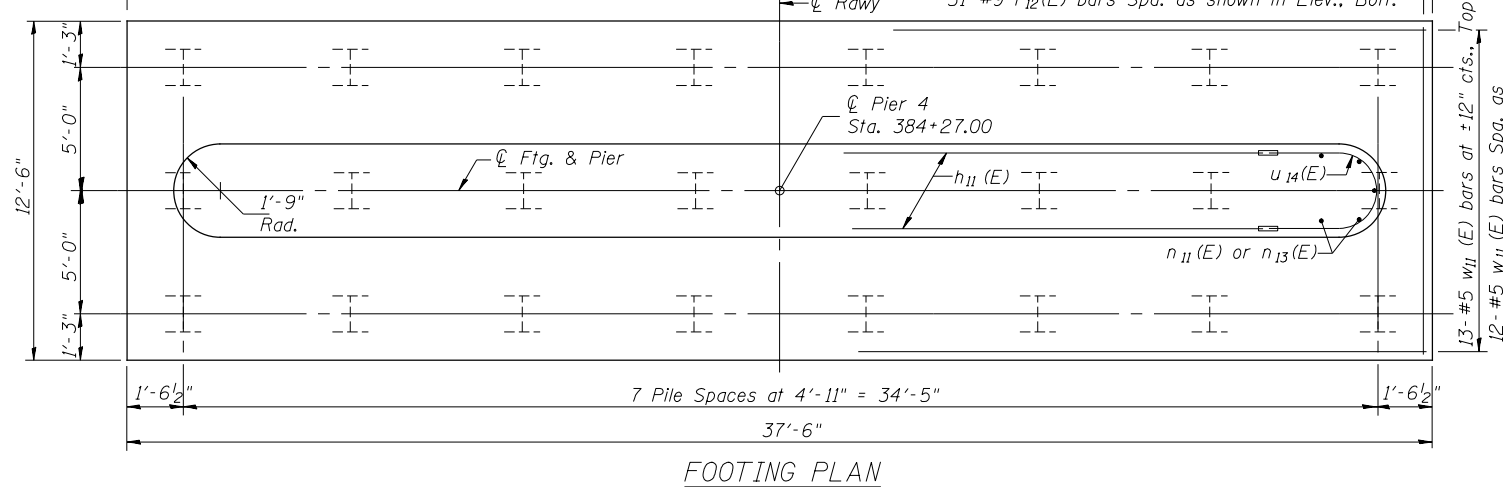 ℄ Rdwy
12(E) bars Spa. as shown in Elev., Bott.
1'-3"
5'-0"
12'-6"
5'-0"
1'-3"
℄ Pier 4
Sta. 384+27.00
℄ Ftg. & Pier
1'-9"
Rad.
h11 (E)
u14(E)
n11(E) or n13(E)
13-#5 w11 (E) bars at ±12" cts., Top
12-#5 w11 (E) bars Spa. as
1'-6½"
7 Pile Spaces at 4'-11" = 34'-5"
1'-6½"
37'-6"
FOOTING PLAN